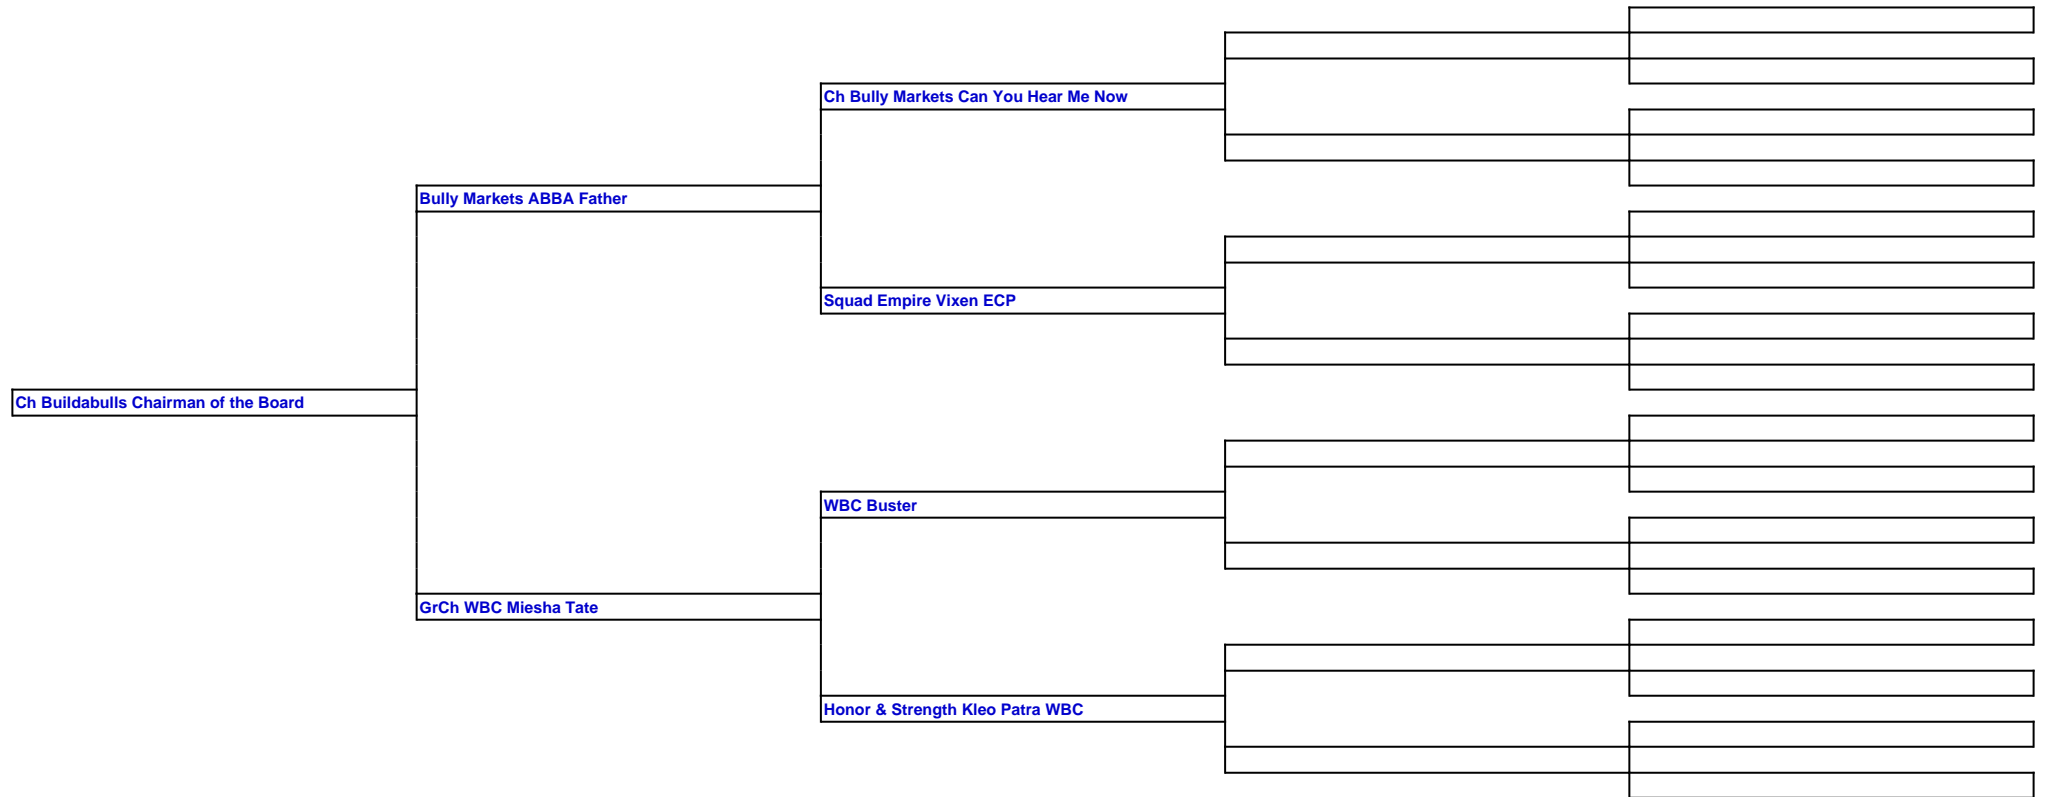 Ch Bully Markets Can You Hear Me Now
Bully Markets ABBA Father
Squad Empire Vixen ECP
Ch Buildabulls Chairman of the Board
WBC Buster
GrCh WBC Miesha Tate
Honor & Strength Kleo Patra WBC